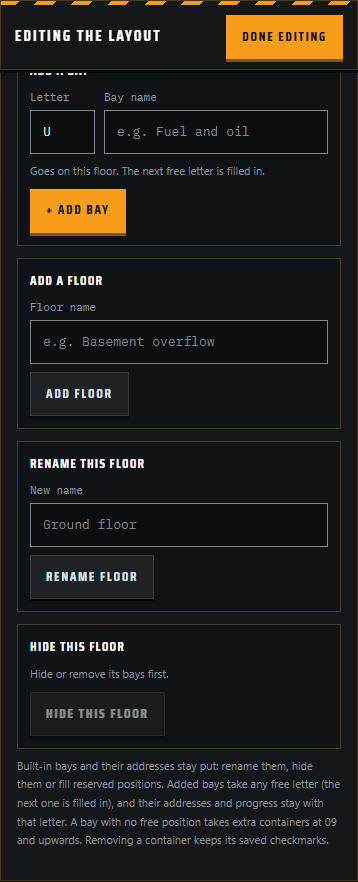 EDITING THE LAYOUT
DONE EDITING
ADD A BAY
Letter
Bay name
U
e.g. Fuel and oil
Goes on this floor. The next free letter is filled in.
+ ADD BAY
ADD A FLOOR
Floor name
e.g. Basement overflow
ADD FLOOR
RENAME THIS FLOOR
New name
Ground floor
RENAME FLOOR
HIDE THIS FLOOR
Hide or remove its bays first.
HIDE THIS FLOOR
Built-in bays and their addresses stay put: rename them, hide
them or fill reserved positions. Added bays take any free letter (the
next one is filled in), and their addresses and progress stay with
that letter. A bay with no free position takes extra containers at 09
and upwards. Removing a container keeps its saved checkmarks.